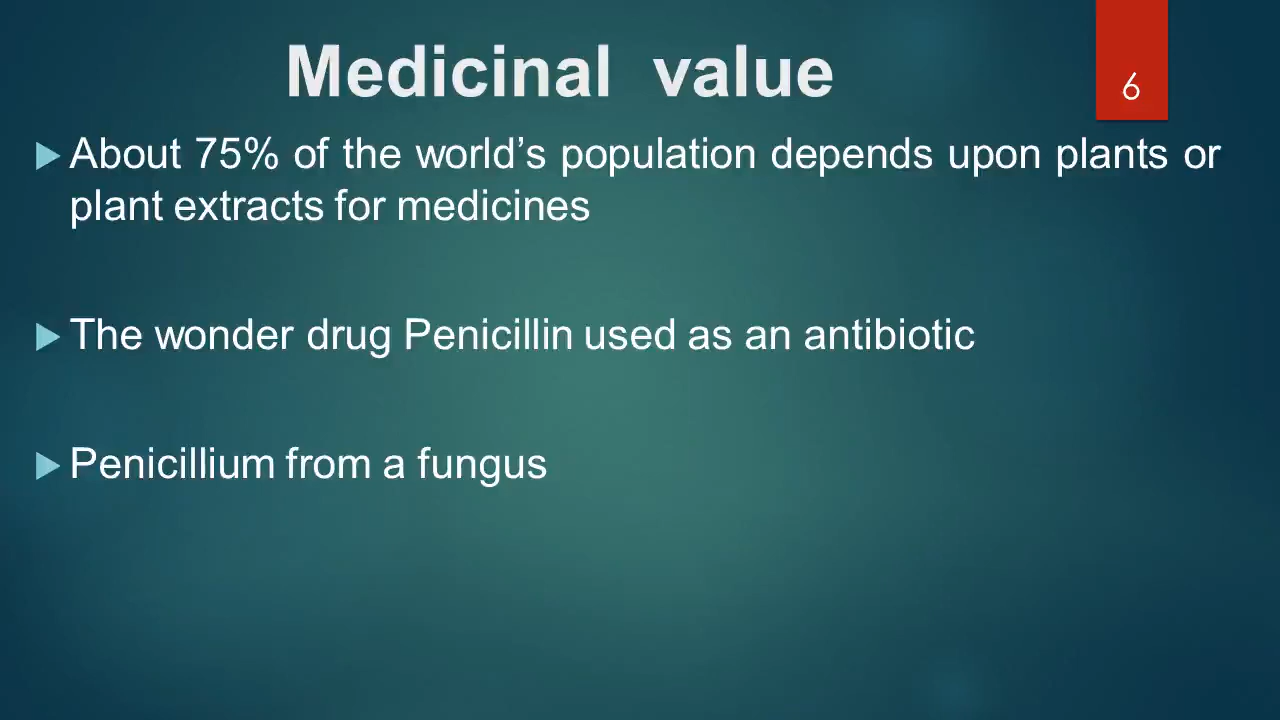 Medicinal value
6
About 75% of the world’s population depends upon plants or
plant extracts for medicines
The wonder drug Penicillin used as an antibiotic
Penicillium from a fungus